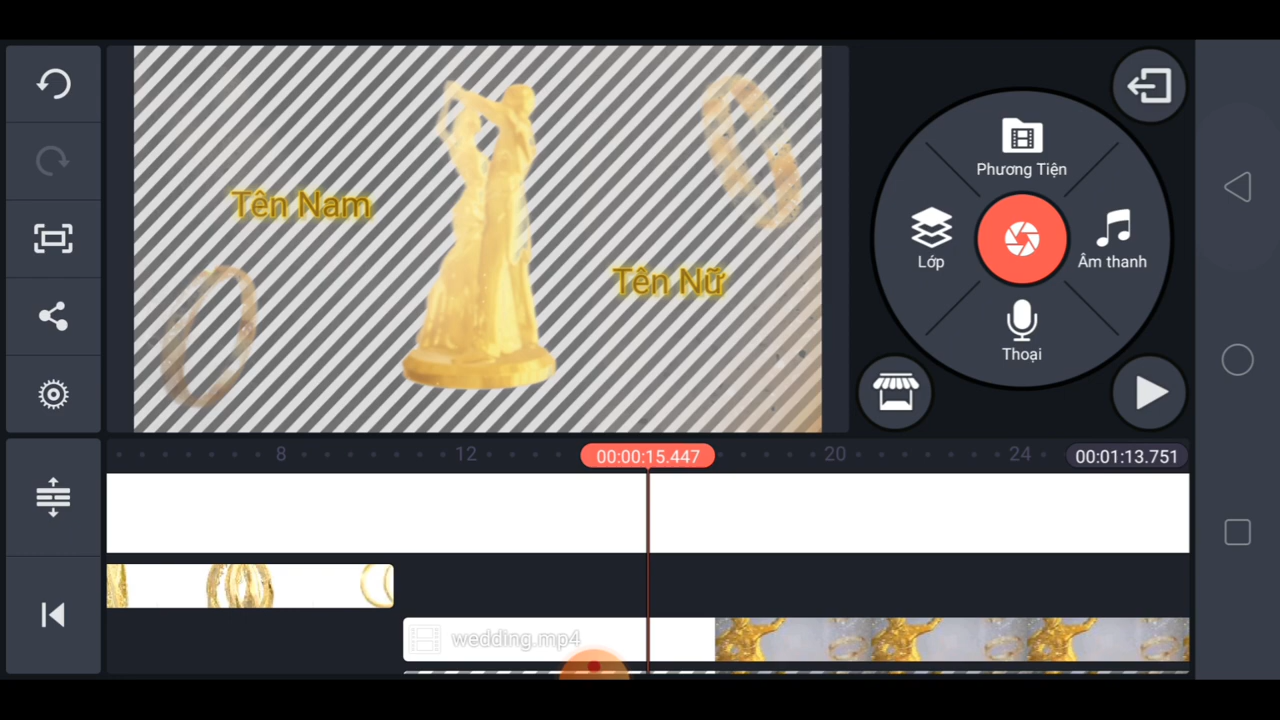 Tên Nam
Tên Nữ
Phương Tiện
Lớp
Âm thanh
Thoại
8
12
00:00:15.447
20
24
00:01:13.751
wedding.mp4